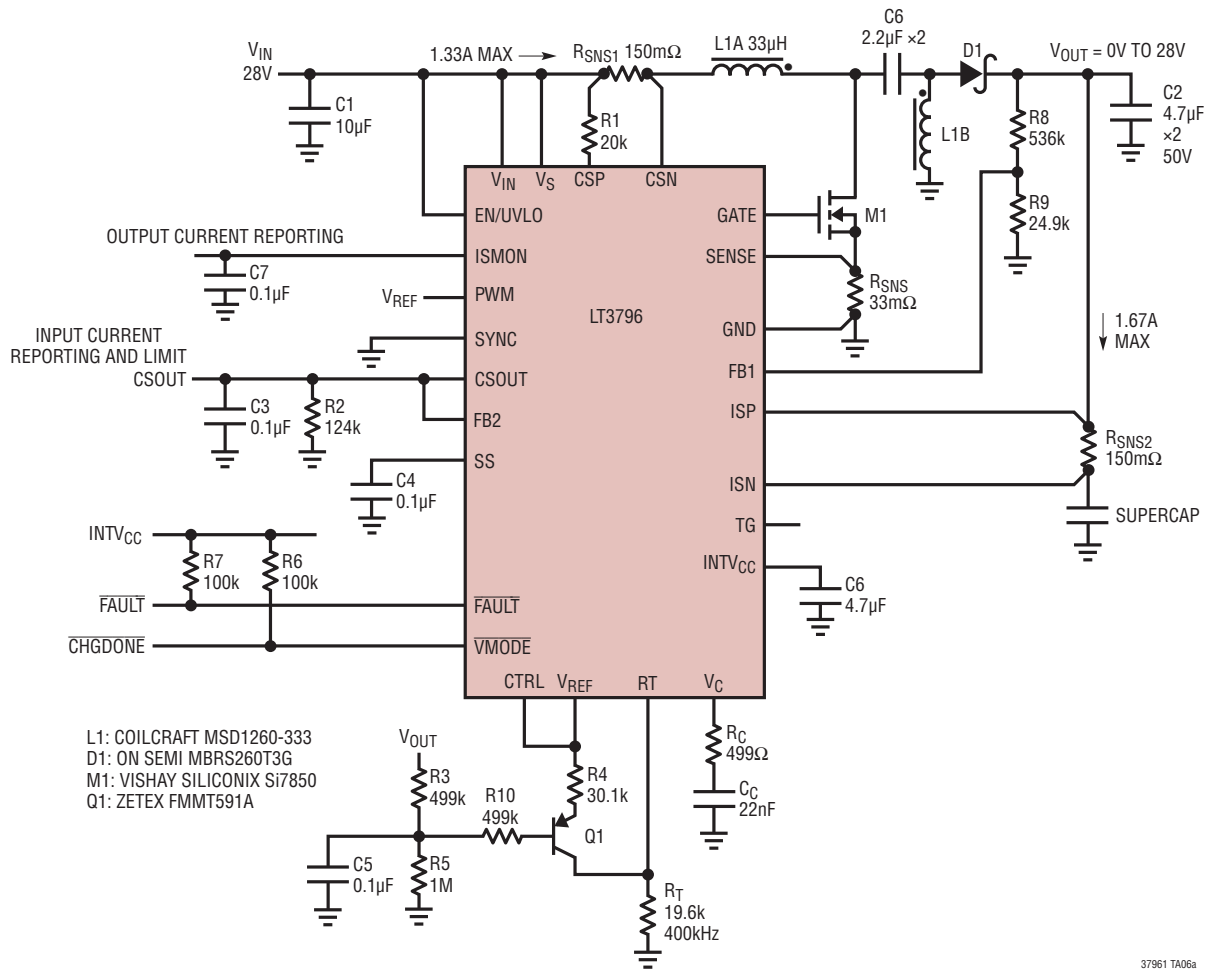 VIN
28V
1.33A MAX
RSNS1 150mΩ
L1A 33µH
C6
2.2µF ×2
D1
VOUT = 0V TO 28V
C1
10µF
R1
20k
L1B
R8
536k
C2
4.7µF
×2
50V
VIN
VS
CSP
CSN
EN/UVLO
GATE
M1
R9
24.9k
OUTPUT CURRENT REPORTING
ISMON
SENSE
C7
0.1µF
RSNS
33mΩ
VREF
PWM
LT3796
INPUT CURRENT
REPORTING AND LIMIT
CSOUT
SYNC
GND
1.67A
MAX
CSOUT
FB1
C3
0.1µF
R2
124k
FB2
ISP
RSNS2
150mΩ
SS
ISN
C4
0.1µF
SUPERCAP
TG
INTVCC
INTVCC
R7
100k
R6
100k
C6
4.7µF
FAULT
FAULT
CHGDONE
VMODE
CTRL
VREF
RT
VC
L1: COILCRAFT MSD1260-333
D1: ON SEMI MBRS260T3G
M1: VISHAY SILICONIX Si7850
Q1: ZETEX FMMT591A
VOUT
R3
499k
R10
499k
R4
30.1k
RC
499Ω
CC
22nF
Q1
C5
0.1µF
R5
1M
RT
19.6k
400kHz
37961 TA06a